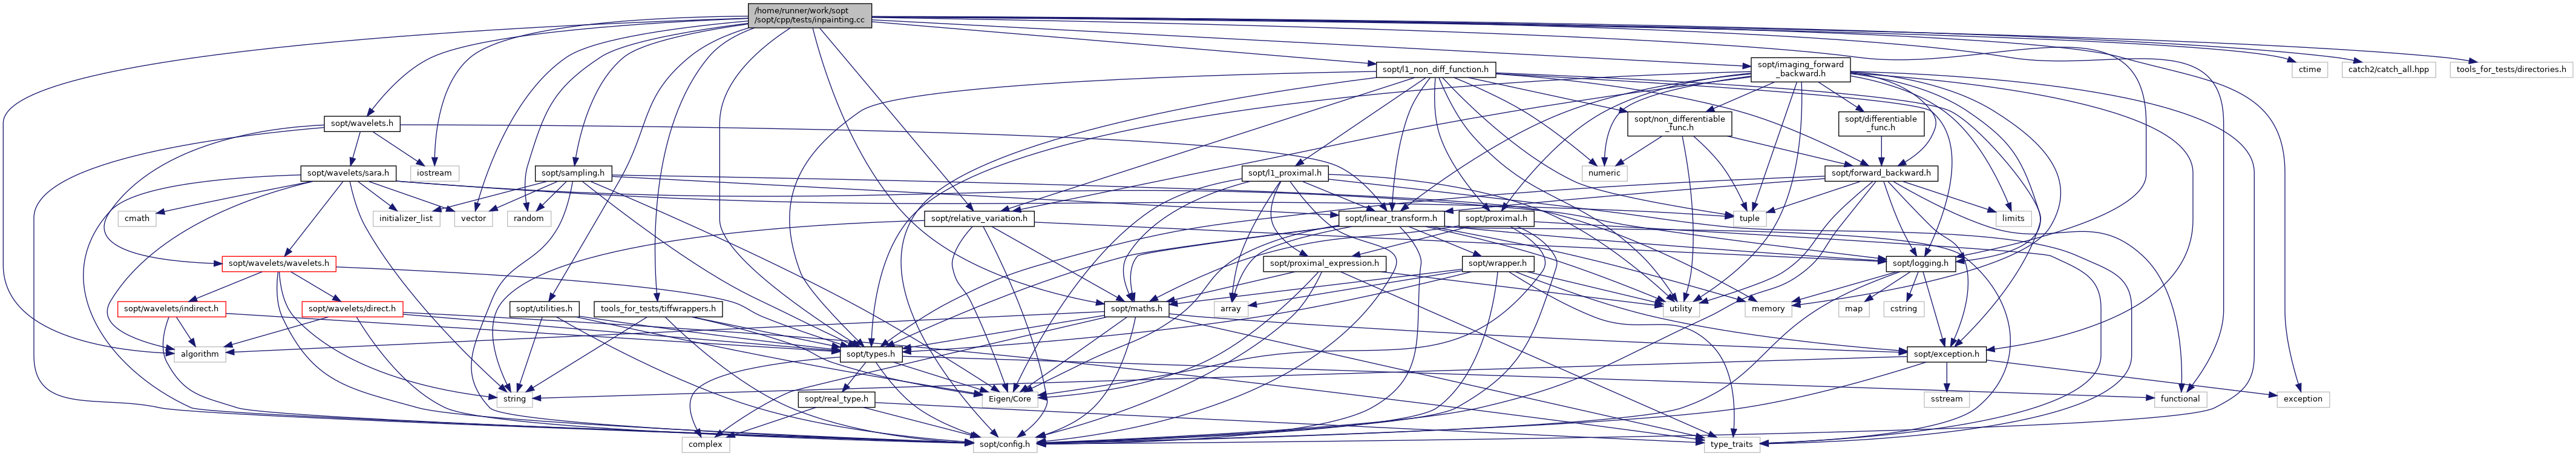 /home/runner/work/sopt
/sopt/cpp/tests/inpainting.cc
sopt/l1_non_diff_function.h
sopt/imaging_forward
_backward.h
ctime
catch2/catch_all.hpp
tools_for_tests/directories.h
sopt/wavelets.h
sopt/non_differentiable
_func.h
sopt/differentiable
_func.h
sopt/wavelets/sara.h
iostream
sopt/sampling.h
sopt/l1_proximal.h
numeric
sopt/forward_backward.h
cmath
initializer_list
vector
random
sopt/relative_variation.h
sopt/linear_transform.h
sopt/proximal.h
tuple
limits
sopt/wavelets/wavelets.h
sopt/proximal_expression.h
sopt/wrapper.h
sopt/logging.h
sopt/wavelets/indirect.h
sopt/wavelets/direct.h
sopt/utilities.h
tools_for_tests/tiffwrappers.h
sopt/maths.h
array
utility
memory
map
cstring
algorithm
sopt/types.h
sopt/exception.h
sopt/real_type.h
string
Eigen/Core
sstream
functional
exception
complex
sopt/config.h
type_traits